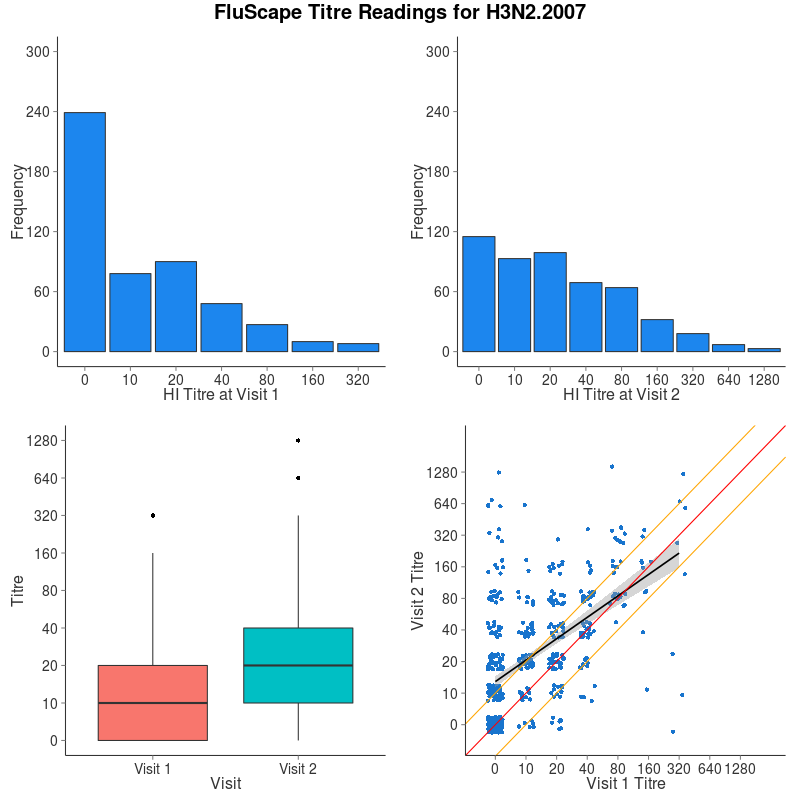 FluScape Titre Readings for H3N2.2007
300
240
180
120
60
0
Frequency
0 10 20 40 80 160 320
HI Titre at Visit 1
300
240
180
120
60
0
Frequency
0 10 20 40 80 160 320 640 1280
HI Titre at Visit 2
1280
640
320
160
80
40
20
10
0
Titre
Visit 1 Visit 2
Visit
1280
640
320
160
80
40
20
10
0
Visit 2 Titre
0 10 20 40 80 160 320 640 1280
Visit 1 Titre